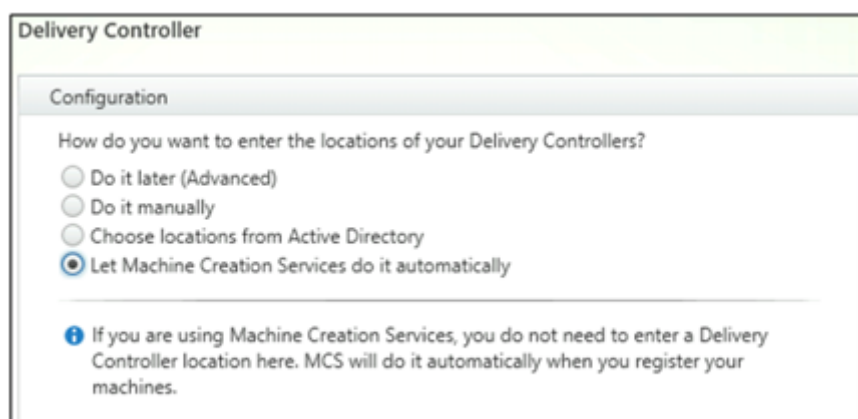 Delivery Controller
Configuration
How do you want to enter the locations of your Delivery Controllers?
Do it later (Advanced)
Do it manually
Choose locations from Active Directory
Let Machine Creation Services do it automatically
If you are using Machine Creation Services, you do not need to enter a Delivery
Controller location here. MCS will do it automatically when you register your
machines.